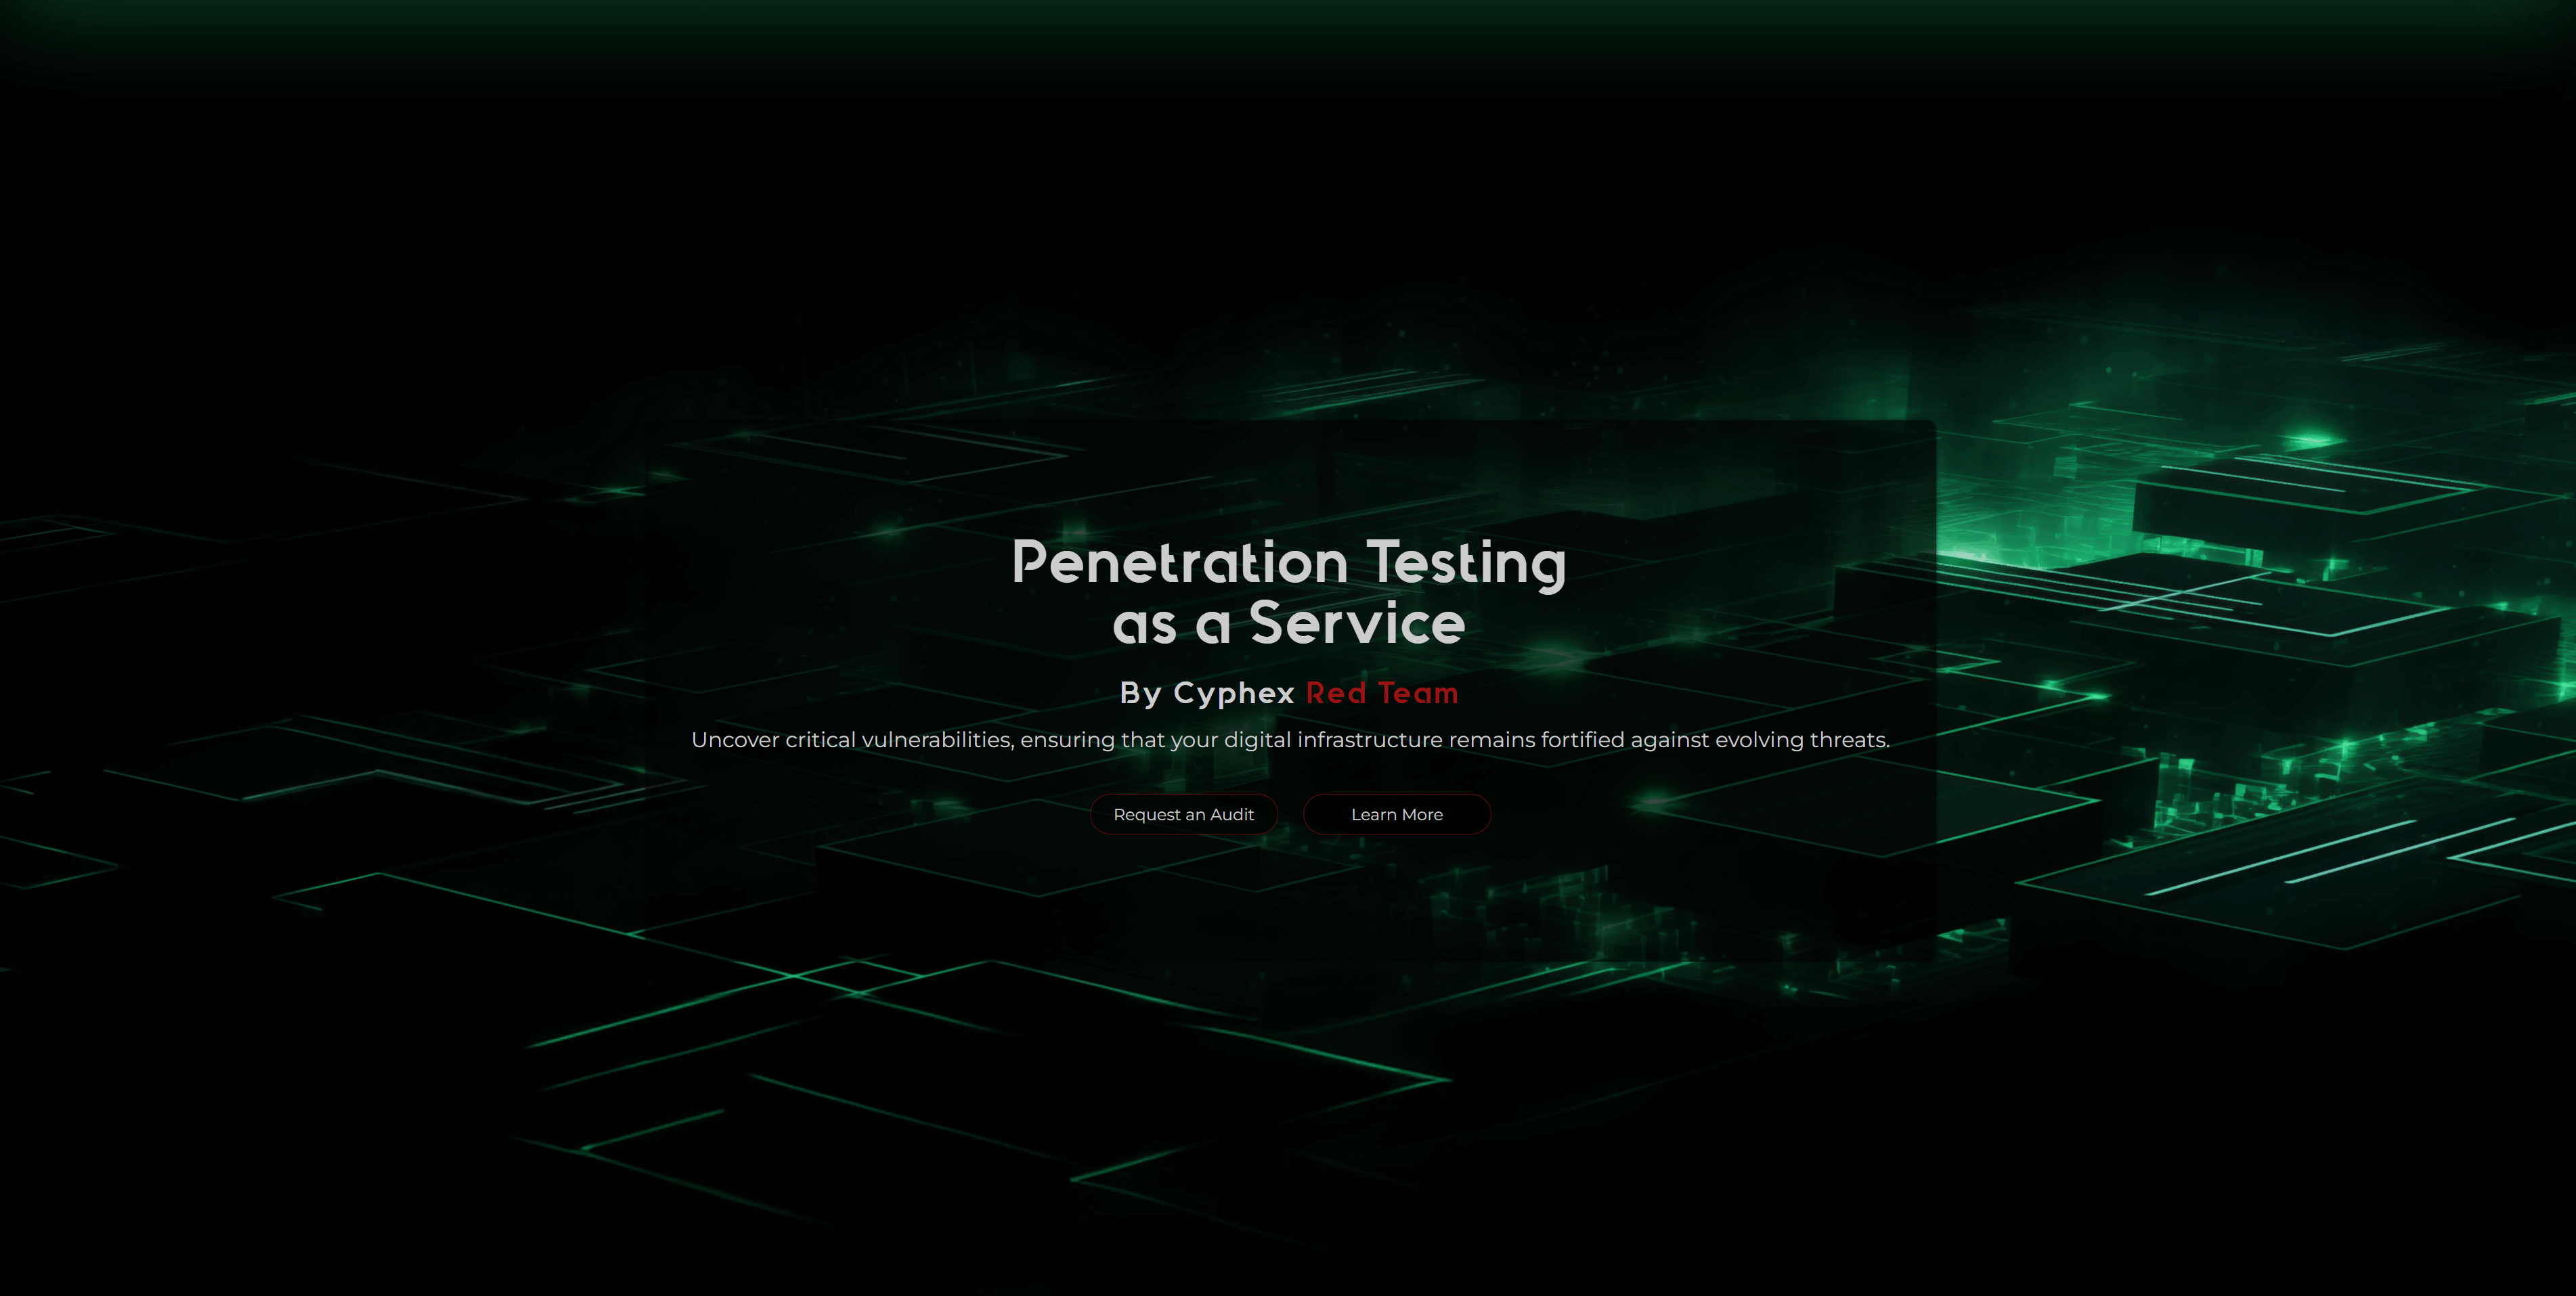 Penetration Testing
as a Service
By Cyphex Red Team
Uncover critical vulnerabilities, ensuring that your digital infrastructure remains fortified against evolving threats.
Request an Audit
Learn More